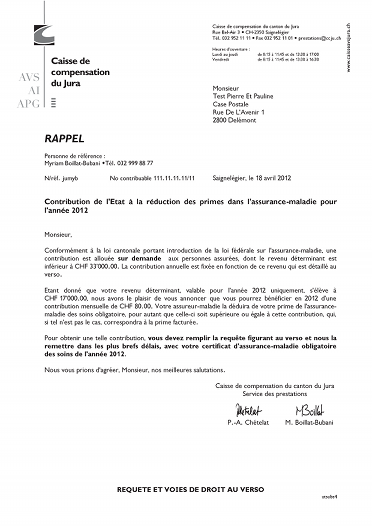 Caisse de compensation du canton du Jura
Rue Bel-Air 3 • CH-2350 Saignelégier
Tél. 032 952 11 11 • Fax 032 952 11 01 • prestations@ccju.ch
Heures d'ouverture :
Lundi au jeudi de 8.15 à 11.45 et de 13.30 à 17.00
Vendredi de 8.15 à 11.45 et de 13.30 à 16.30
www.caisseavsjura.ch
Caisse de
compensation
du Jura
AVS
AI
APG
Monsieur
Test Pierre Et Pauline
Case Postale
Rue De L'Avenir 1
2800 Delémont
RAPPEL
Personne de référence :
Myriam Boillat-Bubani • Tél. 032 999 88 77
N/réf. jumyb No contribuable 111.11.11.11/11 Saignelégier, le 18 avril 2012
Contribution de l'Etat à la réduction des primes dans l'assurance-maladie pour
l'année 2012
Monsieur,
Conformément à la loi cantonale portant introduction de la loi fédérale sur l'assurance-maladie, une
contribution est allouée sur demande aux personnes assurées, dont le revenu déterminant est
inférieur à CHF 33'000.00. La contribution annuelle est fixée en fonction de ce revenu qui est détaillé au
verso.
Etant donné que votre revenu déterminant, valable pour l'année 2012 uniquement, s'élève à
CHF 17'000.00, nous avons le plaisir de vous annoncer que vous pourrez bénéficier en 2012 d'une
contribution mensuelle de CHF 80.00. Votre assureur-maladie la déduira de votre prime de l'assurance-
maladie des soins obligatoire, pour autant que celle-ci soit supérieure ou égale à cette contribution, qui,
si tel n'est pas le cas, correspondra à la prime facturée.
Pour obtenir une telle contribution, vous devez remplir la requête figurant au verso et nous la
remettre dans les plus brefs délais, avec votre certificat d'assurance-maladie obligatoire
des soins de l'année 2012.
Nous vous prions d'agréer, Monsieur, nos meilleures salutations.
Caisse de compensation du canton du Jura
Service des prestations
P.-A. Chételat M. Boillat-Bubani
REQUETE ET VOIES DE DROIT AU VERSO